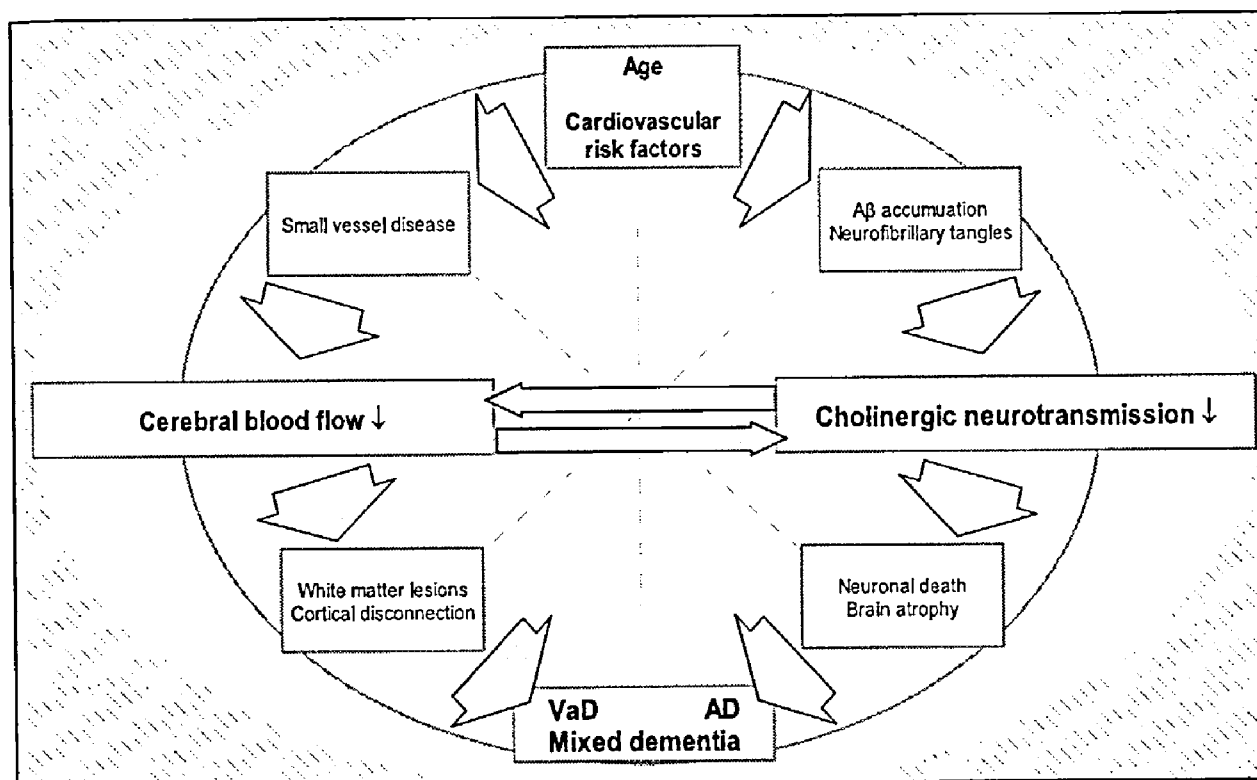 Age
Cardiovascular
risk factors
Small vessel disease
Aβ accumuation
Neurofibrillary tangles
Cerebral blood flow ↓
Cholinergic neurotransmission ↓
White matter lesions
Cortical disconnection
Neuronal death
Brain atrophy
VaD AD
Mixed dementia